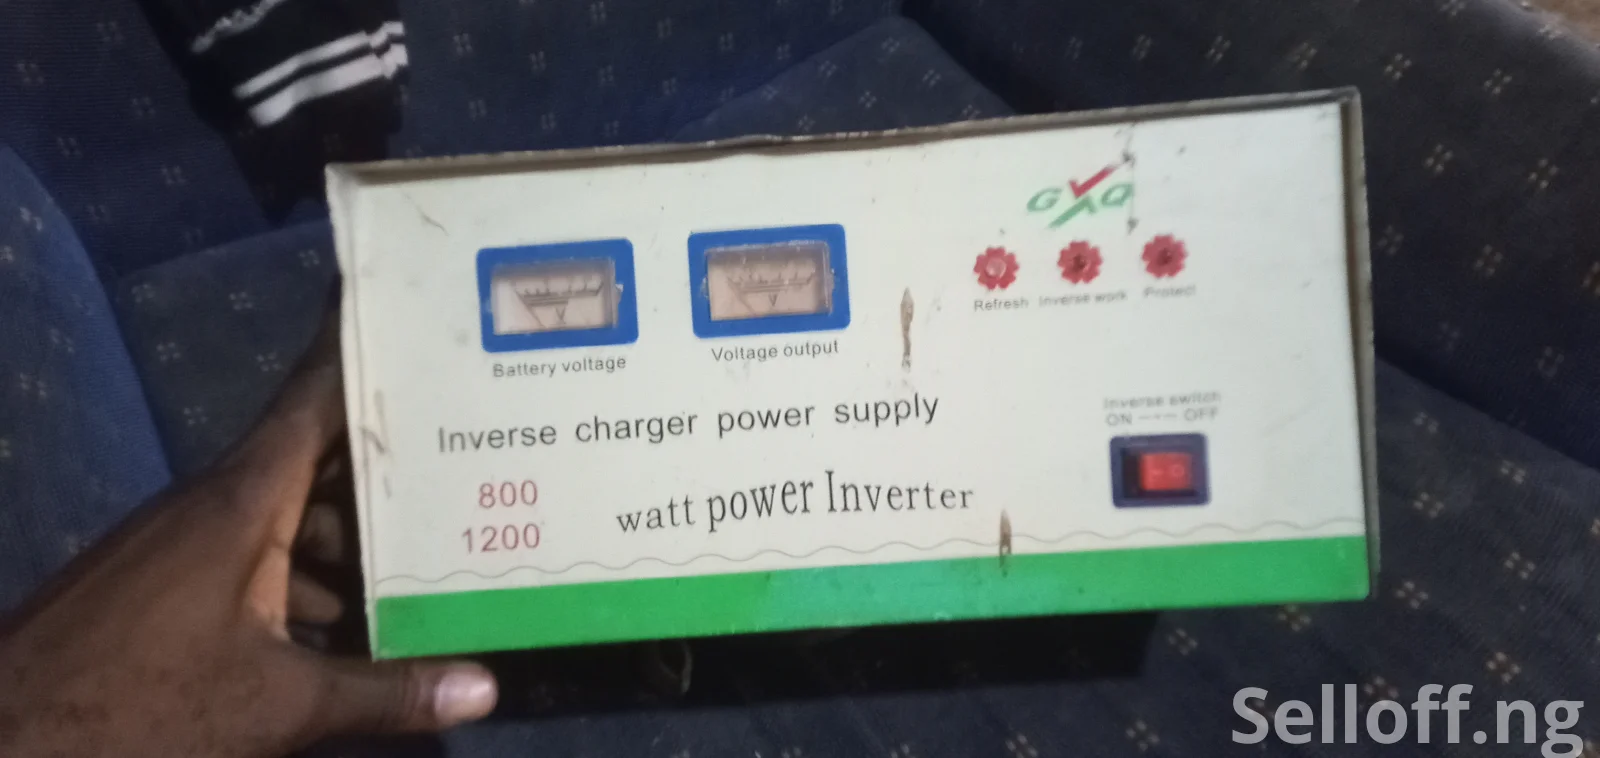 GXQ
Refresh Inverse work Protect
Battery voltage
Voltage output
V
V
Inverse switch
ON --- OFF
Inverse charger power supply
800
1200
watt power Inverter
Selloff.ng